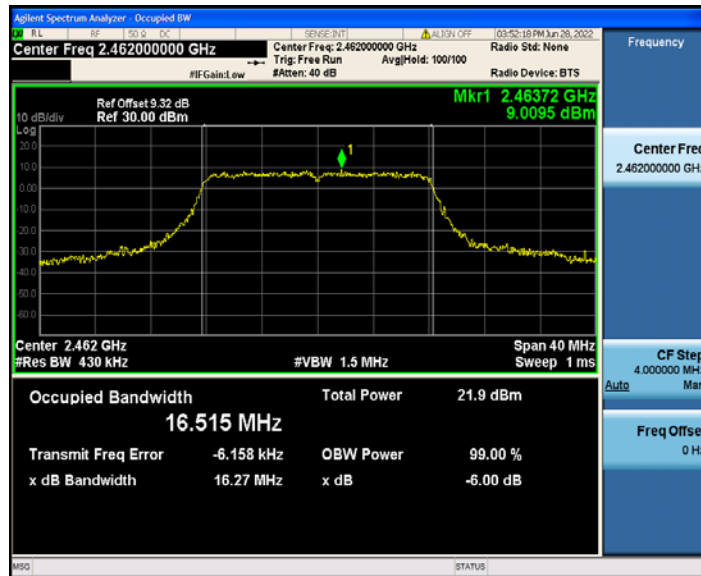 Agilent Spectrum Analyzer - Occupied BW
RL RF 50 Ω DC SENSE:INT ALIGN OFF 03:52:18 PM Jun 28, 2022
Center Freq 2.462000000 GHz
Center Freq: 2.462000000 GHz
Radio Std: None
Trig: Free Run Avg|Hold: 100/100
#IFGain:Low #Atten: 40 dB Radio Device: BTS
Frequency
Ref Offset 9.32 dB
10 dB/div Ref 30.00 dBm
Log
Mkr1 2.46372 GHz
9.0095 dBm
20.0
10.0
0.00
-10.0
-20.0
-30.0
-40.0
-50.0
-60.0
1
Center 2.462 GHz Span 40 MHz
#Res BW 430 kHz #VBW 1.5 MHz Sweep 1 ms
Occupied Bandwidth Total Power 21.9 dBm
16.515 MHz
Transmit Freq Error -6.158 kHz OBW Power 99.00 %
x dB Bandwidth 16.27 MHz x dB -6.00 dB
Center Freq
2.462000000 GHz
CF Step
4.000000 MHz
Auto Man
Freq Offset
0 Hz
MSG STATUS